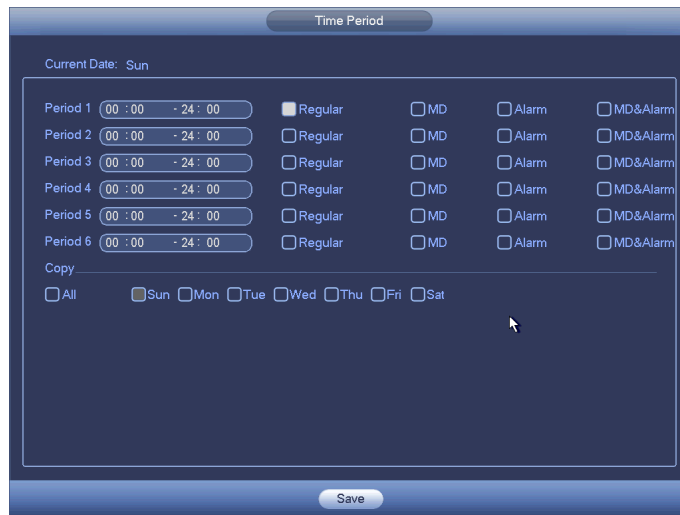 Time Period
Current Date: Sun
Period 1 00 : 00 - 24 : 00 Regular MD Alarm MD&Alarm
Period 2 00 : 00 - 24 : 00 Regular MD Alarm MD&Alarm
Period 3 00 : 00 - 24 : 00 Regular MD Alarm MD&Alarm
Period 4 00 : 00 - 24 : 00 Regular MD Alarm MD&Alarm
Period 5 00 : 00 - 24 : 00 Regular MD Alarm MD&Alarm
Period 6 00 : 00 - 24 : 00 Regular MD Alarm MD&Alarm
Copy
All Sun Mon Tue Wed Thu Fri Sat
Save